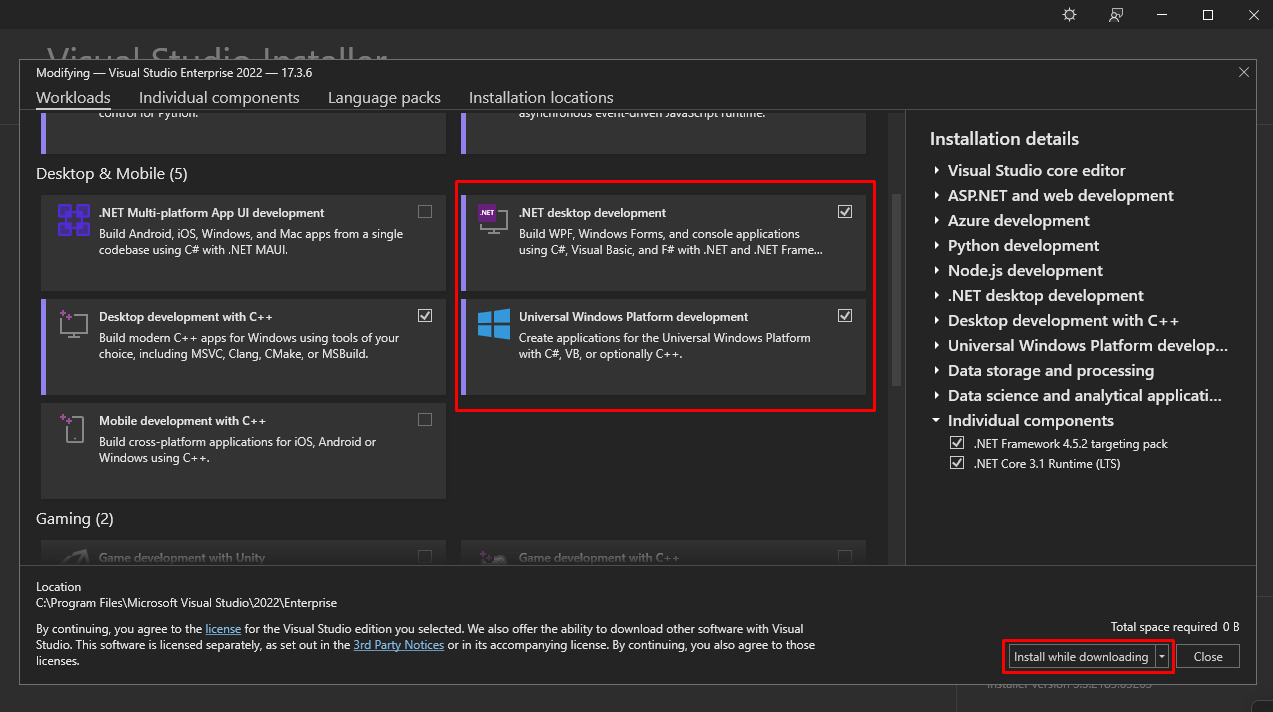 Visual Studio Installer
Modifying — Visual Studio Enterprise 2022 — 17.3.6
Workloads
Individual components
Language packs
Installation locations
control for Python.
asynchronous event-driven JavaScript runtime.
Desktop & Mobile (5)
.NET Multi-platform App UI development
Build Android, iOS, Windows, and Mac apps from a single
codebase using C# with .NET MAUI.
.NET
.NET desktop development
Build WPF, Windows Forms, and console applications
using C#, Visual Basic, and F# with .NET and .NET Frame...
Desktop development with C++
Build modern C++ apps for Windows using tools of your
choice, including MSVC, Clang, CMake, or MSBuild.
Universal Windows Platform development
Create applications for the Universal Windows Platform
with C#, VB, or optionally C++.
Mobile development with C++
Build cross-platform applications for iOS, Android or
Windows using C++.
Gaming (2)
Game development with Unity
Game development with C++
Installation details
Visual Studio core editor
ASP.NET and web development
Azure development
Python development
Node.js development
.NET desktop development
Desktop development with C++
Universal Windows Platform develop...
Data storage and processing
Data science and analytical applicati...
Individual components
.NET Framework 4.5.2 targeting pack
.NET Core 3.1 Runtime (LTS)
Location
C:\Program Files\Microsoft Visual Studio\2022\Enterprise
By continuing, you agree to the license for the Visual Studio edition you selected. We also offer the ability to download other software with Visual
Studio. This software is licensed separately, as set out in the 3rd Party Notices or in its accompanying license. By continuing, you also agree to those
licenses.
Total space required 0 B
Install while downloading
Close
Installer version